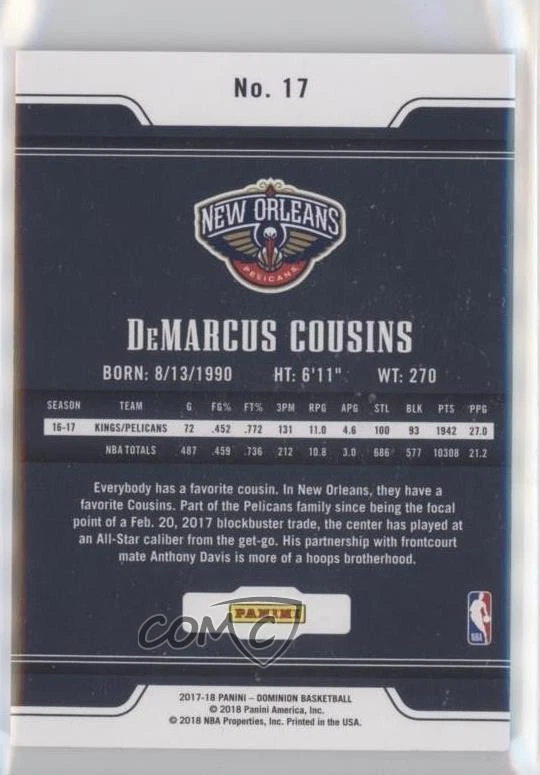 No. 17
NEW ORLEANS
PELICANS
DeMARCUS COUSINS
BORN: 8/13/1990 HT: 6'11" WT: 270
SEASON TEAM G FG% FT% 3PM RPG APG STL BLK PTS PPG
16-17 KINGS/PELICANS 72 .452 .772 131 11.0 4.6 100 93 1942 27.0
NBA TOTALS 487 .459 .736 212 10.8 3.0 686 577 10308 21.2
Everybody has a favorite cousin. In New Orleans, they have a
favorite Cousins. Part of the Pelicans family since being the focal
point of a Feb. 20, 2017 blockbuster trade, the center has played at
an All-Star caliber from the get-go. His partnership with frontcourt
mate Anthony Davis is more of a hoops brotherhood.
PANINI
COMC
NBA
2017-18 PANINI – DOMINION BASKETBALL
© 2018 Panini America, Inc.
© 2018 NBA Properties, Inc. Printed in the USA.